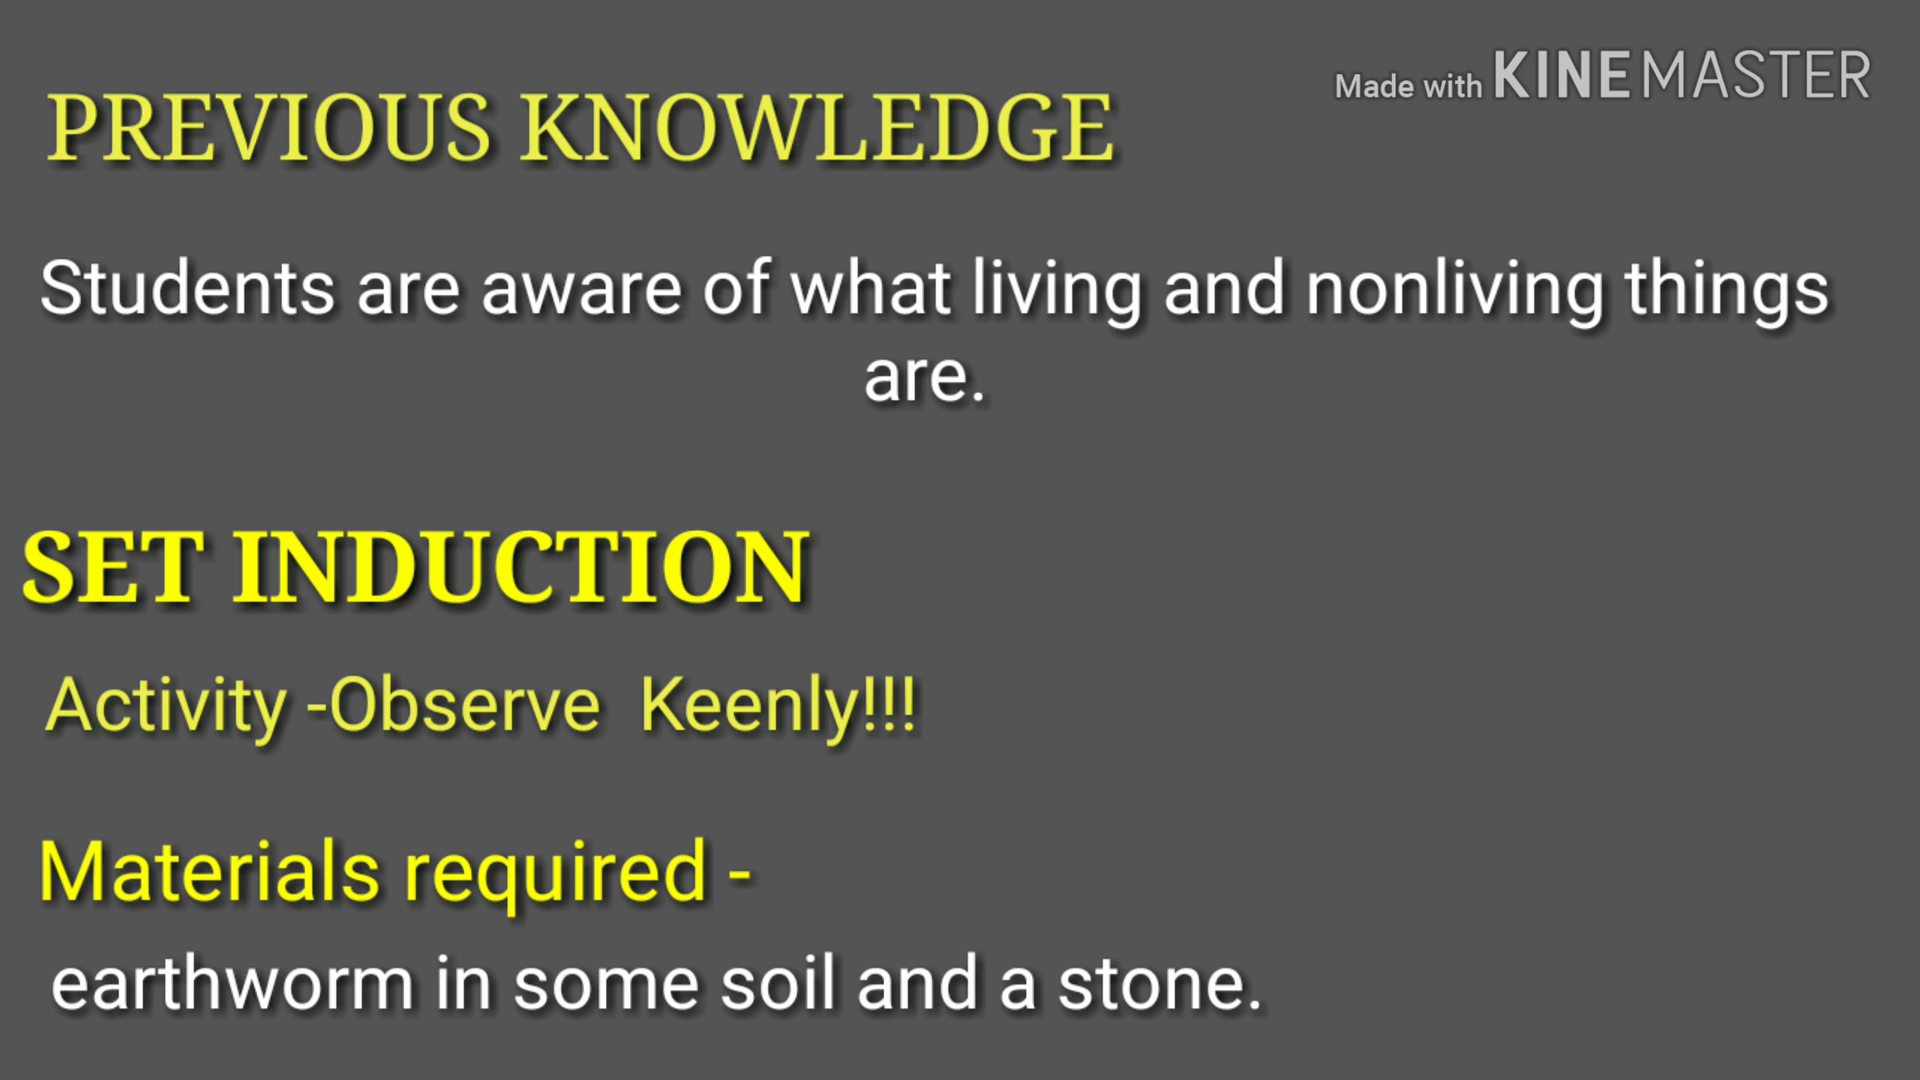 Made with KINEMASTER
PREVIOUS KNOWLEDGE
Students are aware of what living and nonliving things
are.
SET INDUCTION
Activity -Observe  Keenly!!!
Materials required -
earthworm in some soil and a stone.